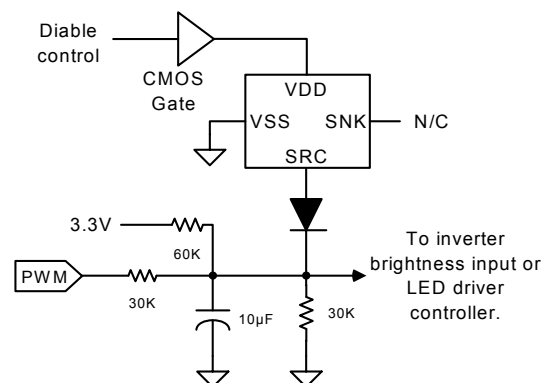 Diable
control
CMOS
Gate
VDD
VSS
SNK
N/C
SRC
3.3V
60K
PWM
30K
10µF
30K
To inverter
brightness input or
LED driver
controller.